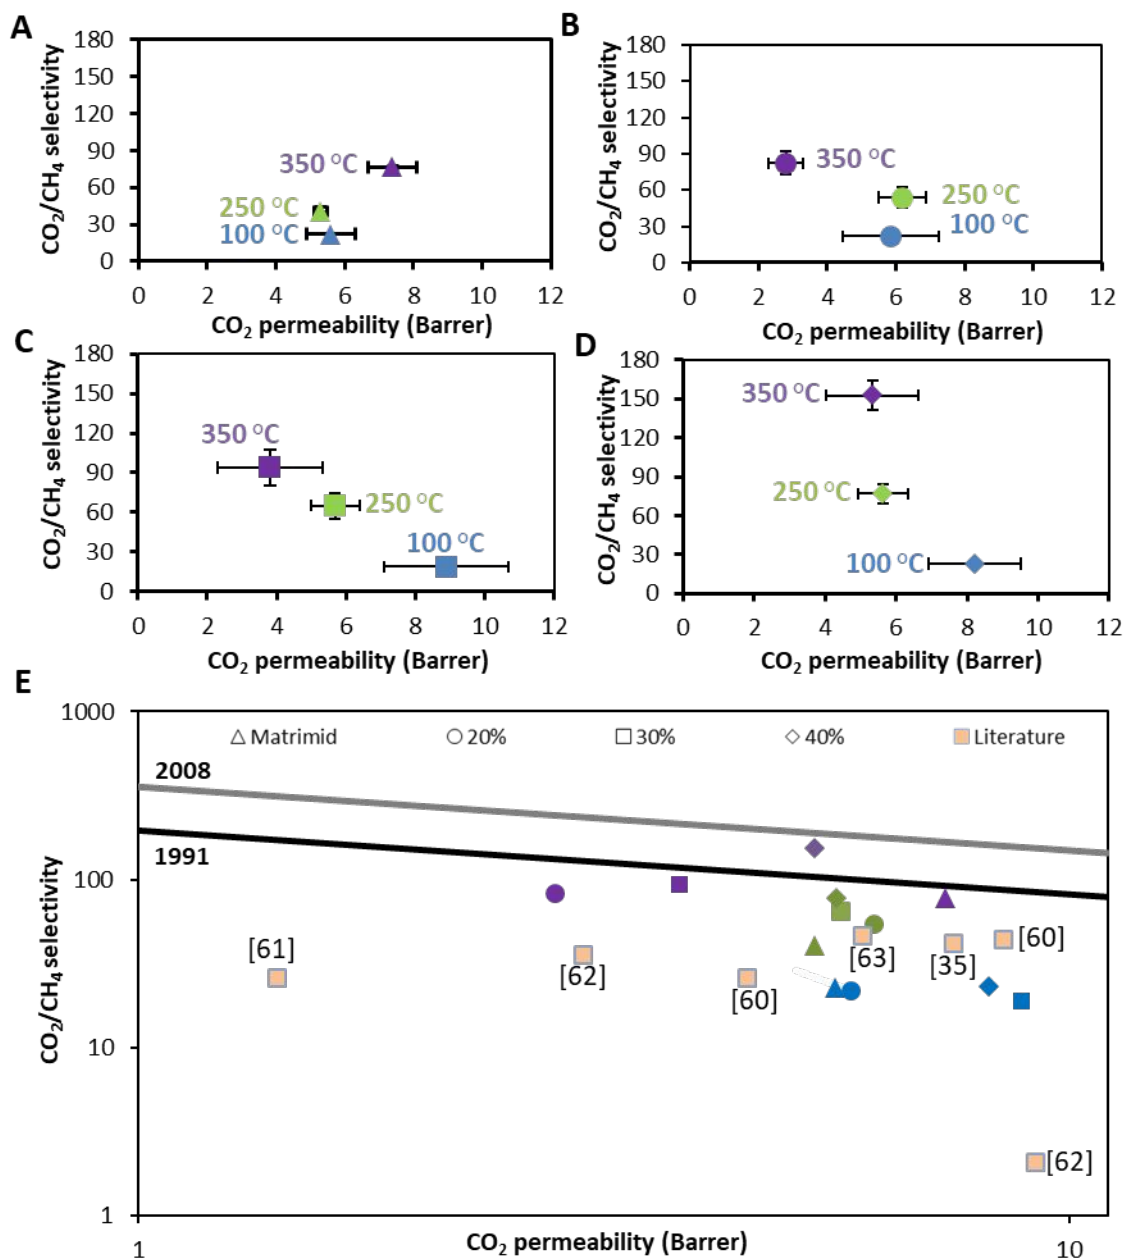 A
CO2/CH4 selectivity
180
150
120
90
60
30
0
350 °C
250 °C
100 °C
0 2 4 6 8 10 12
CO2 permeability (Barrer)
B
CO2/CH4 selectivity
180
150
120
90
60
30
0
350 °C
250 °C
100 °C
0 2 4 6 8 10 12
CO2 permeability (Barrer)
C
CO2/CH4 selectivity
180
150
120
90
60
30
0
350 °C
250 °C
100 °C
0 2 4 6 8 10 12
CO2 permeability (Barrer)
D
CO2/CH4 selectivity
180
150
120
90
60
30
0
350 °C
250 °C
100 °C
0 2 4 6 8 10 12
CO2 permeability (Barrer)
E
CO2/CH4 selectivity
1000
100
10
1
Matrimid 20% 30% 40% Literature
2008
1991
[61]
[62]
[60]
[63]
[35]
[60]
[62]
1 10
CO2 permeability (Barrer)